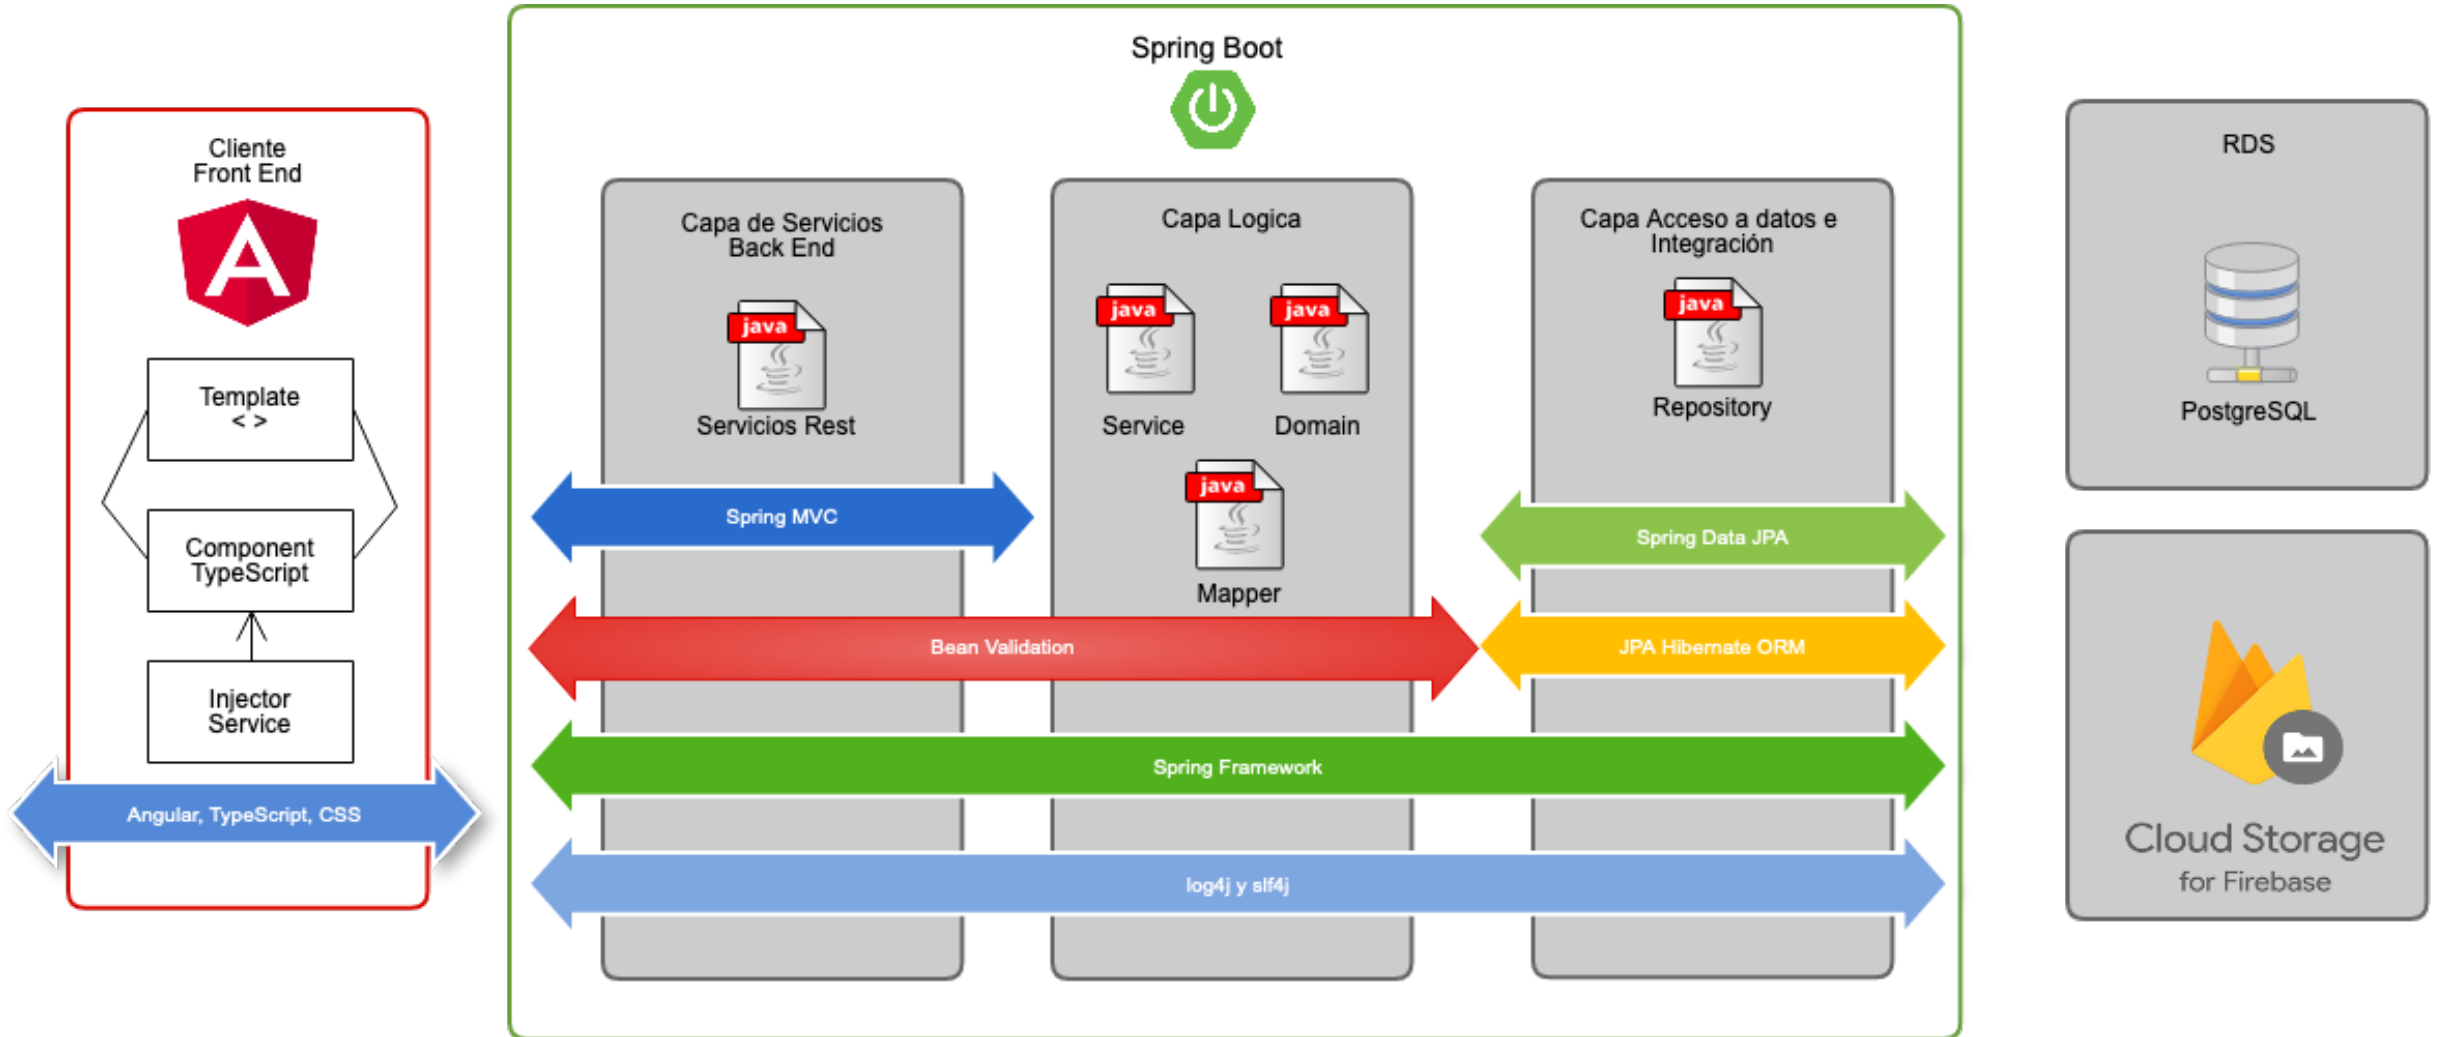 Spring Boot
Cliente
Front End
A
Template
< >
Component
TypeScript
Injector
Service
Angular, TypeScript, CSS
Capa de Servicios
Back End
java
Servicios Rest
Capa Logica
java
java
Service
Domain
java
Mapper
Capa Acceso a datos e
Integración
java
Repository
Spring MVC
Spring Data JPA
Bean Validation
JPA Hibernate ORM
Spring Framework
log4j y slf4j
RDS
PostgreSQL
Cloud Storage
for Firebase